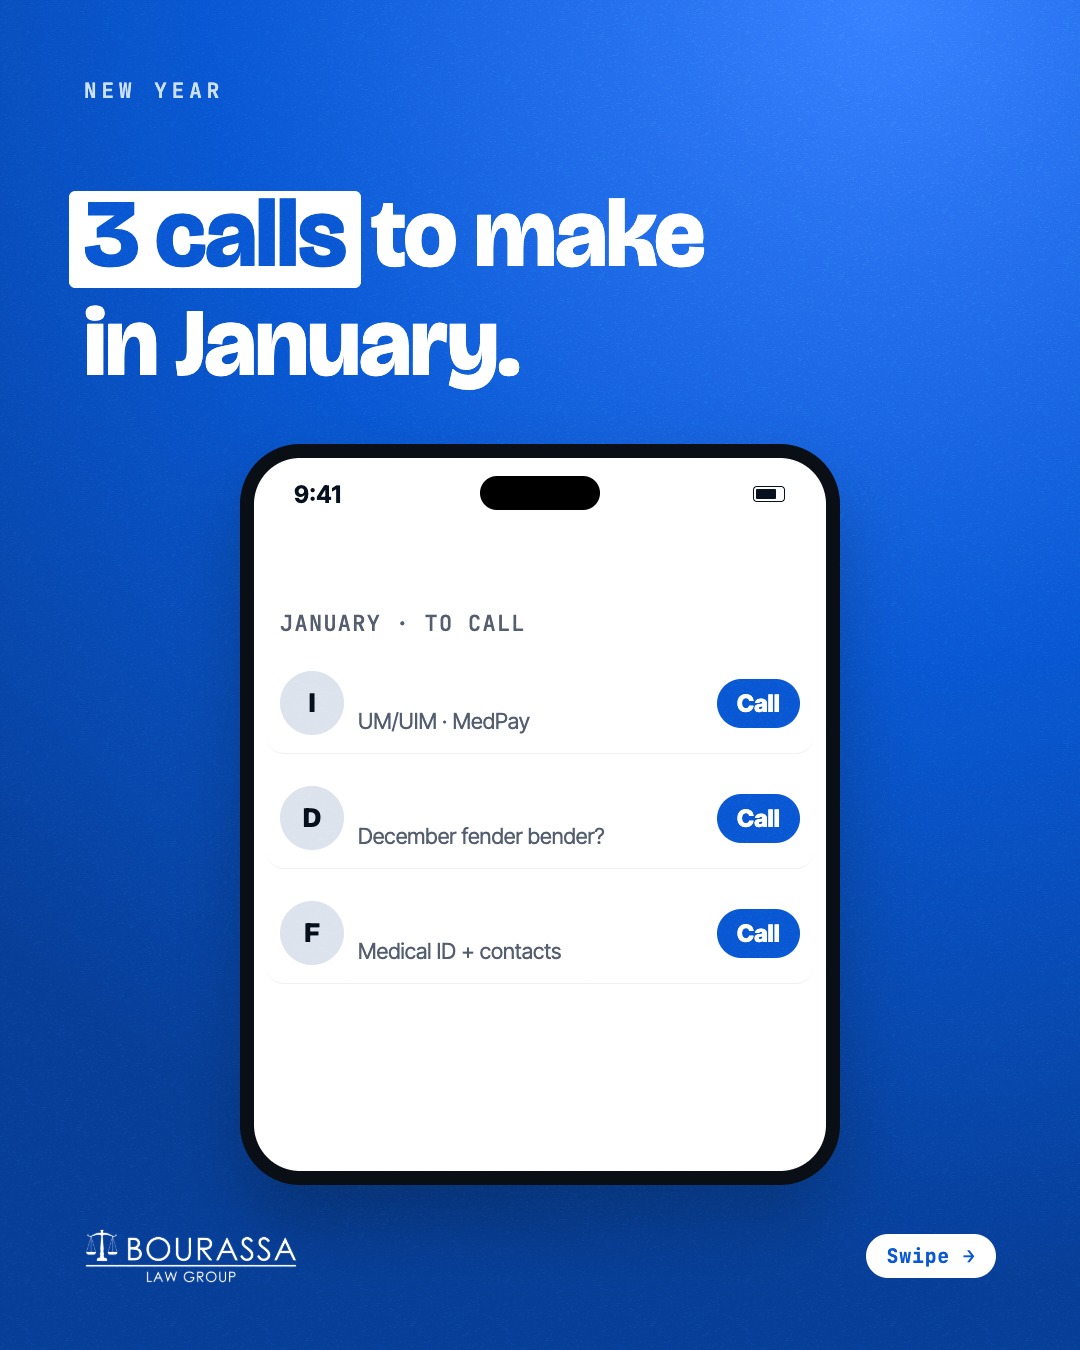 NEW YEAR
3 calls to make
in January.
9:41
JANUARY · TO CALL
I
UM/UIM · MedPay
Call
D
December fender bender?
Call
F
Medical ID + contacts
Call
BOURASSA
LAW GROUP
Swipe →